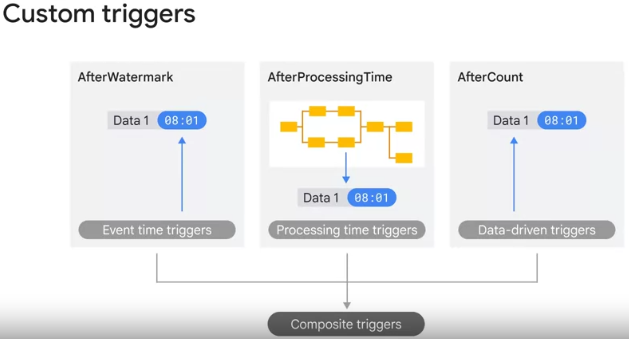 Custom triggers
AfterWatermark
Data 1 08:01
Event time triggers
AfterProcessingTime
Data 1 08:01
Processing time triggers
AfterCount
Data 1 08:01
Data-driven triggers
Composite triggers